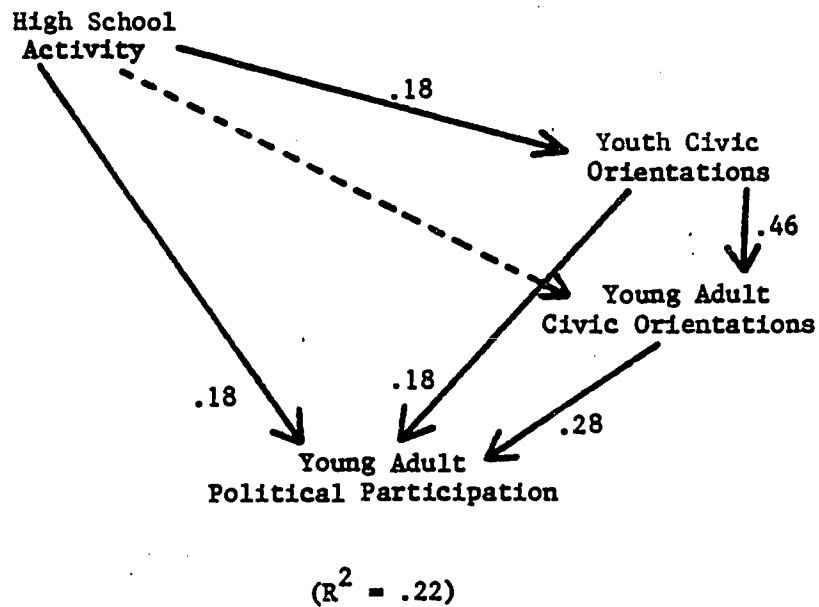 High School
Activity
.18
Youth Civic
Orientations
.46
Young Adult
Civic Orientations
.18
.18
.28
Young Adult
Political Participation
(R² = .22)